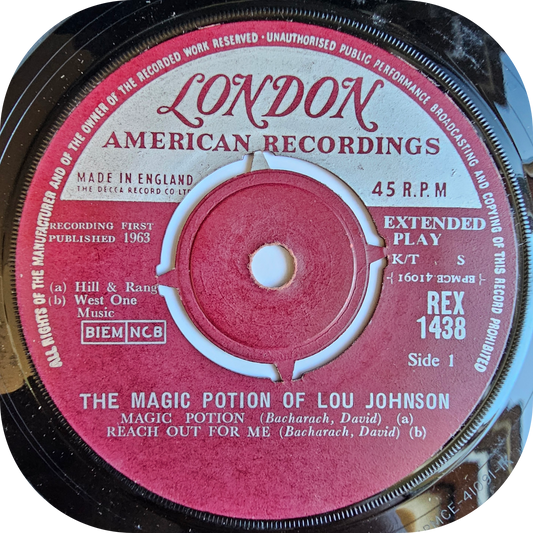 ALL RIGHTS OF THE MANUFACTURER AND OF THE OWNER OF THE RECORDED WORK RESERVED · UNAUTHORISED PUBLIC PERFORMANCE BROADCASTING AND COPYING OF THIS RECORD PROHIBITED
LONDON
AMERICAN RECORDINGS
MADE IN ENGLAND
THE DECCA RECORD CO LTD
45 R.P.M
RECORDING FIRST
PUBLISHED 1963
EXTENDED
PLAY
K/T S
-{-EPMCE 41091-}-
(a) Hill & Rang
(b) West One
Music
BIEM NCB
REX
1438
Side 1
THE MAGIC POTION OF LOU JOHNSON
MAGIC POTION (Bacharach, David) (a)
REACH OUT FOR ME (Bacharach, David) (b)